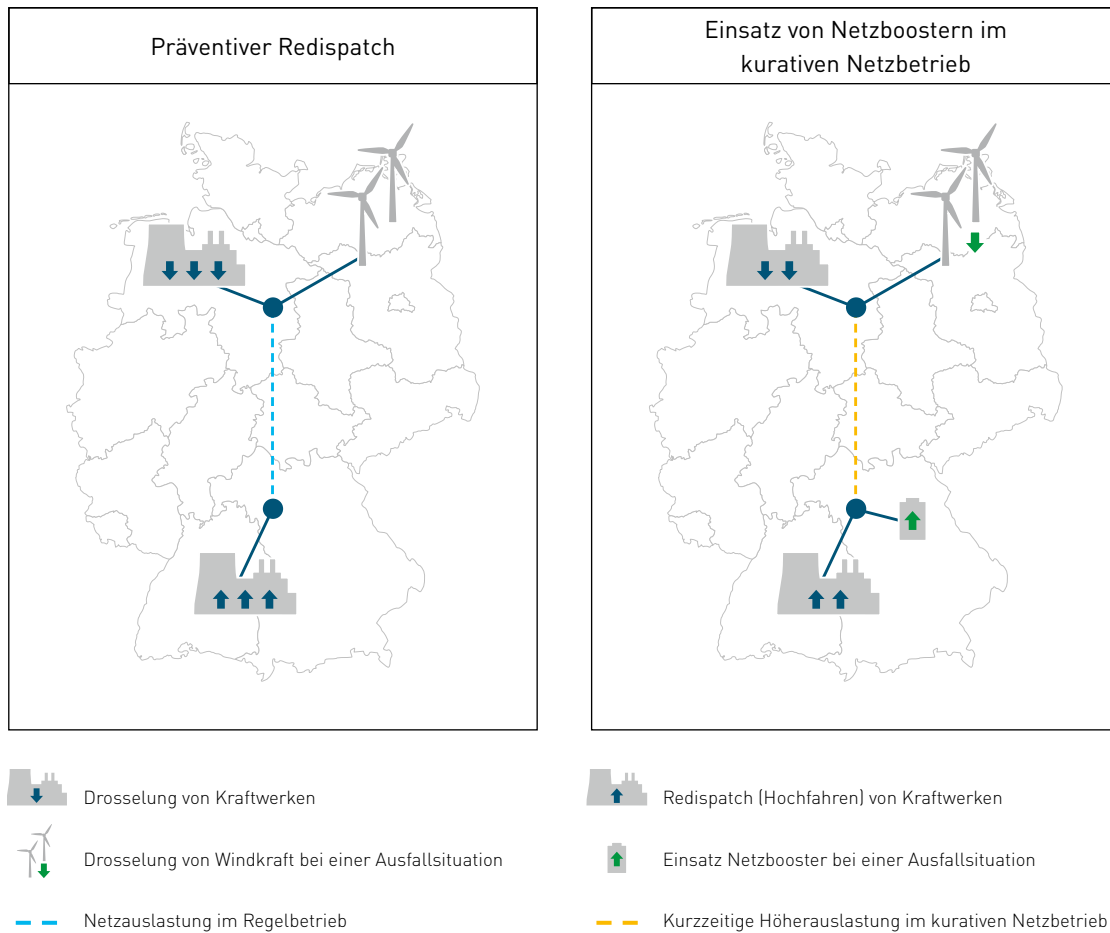 Präventiver Redispatch
Einsatz von Netzboostern im
kurativen Netzbetrieb
Drosselung von Kraftwerken
Redispatch (Hochfahren) von Kraftwerken
Drosselung von Windkraft bei einer Ausfallsituation
Einsatz Netzbooster bei einer Ausfallsituation
Netzauslastung im Regelbetrieb
Kurzzeitige Höherauslastung im kurativen Netzbetrieb